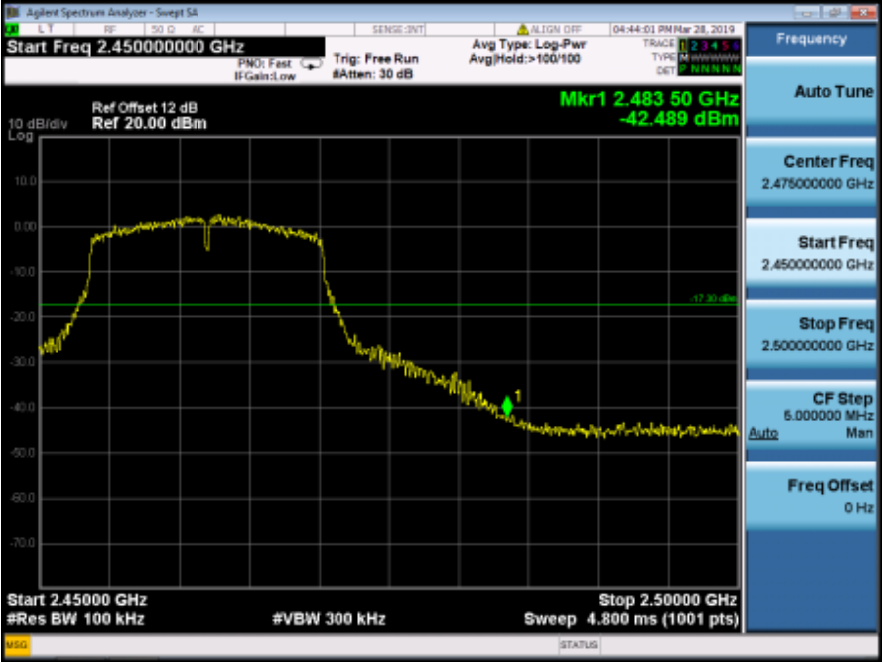 Agilent Spectrum Analyzer - Swept SA
LT RF 50 Ω AC SENSE:INT ALIGN OFF 04:44:01 PM Mar 28, 2019
Start Freq 2.450000000 GHz
PNO: Fast
IFGain:Low
Trig: Free Run
#Atten: 30 dB
Avg Type: Log-Pwr
Avg|Hold:>100/100
TRACE 1 2 3 4 5 6
TYPE M WWWWW
DET P N N N N N
Ref Offset 12 dB
10 dB/div Ref 20.00 dBm
Log
Mkr1 2.483 50 GHz
-42.489 dBm
10.0
0.00
-10.0
-17.30 dBm
-20.0
-30.0
1
-40.0
-50.0
-60.0
-70.0
Start 2.45000 GHz Stop 2.50000 GHz
#Res BW 100 kHz #VBW 300 kHz Sweep 4.800 ms (1001 pts)
MSG STATUS
Frequency
Auto Tune
Center Freq
2.475000000 GHz
Start Freq
2.450000000 GHz
Stop Freq
2.500000000 GHz
CF Step
5.000000 MHz
Auto Man
Freq Offset
0 Hz